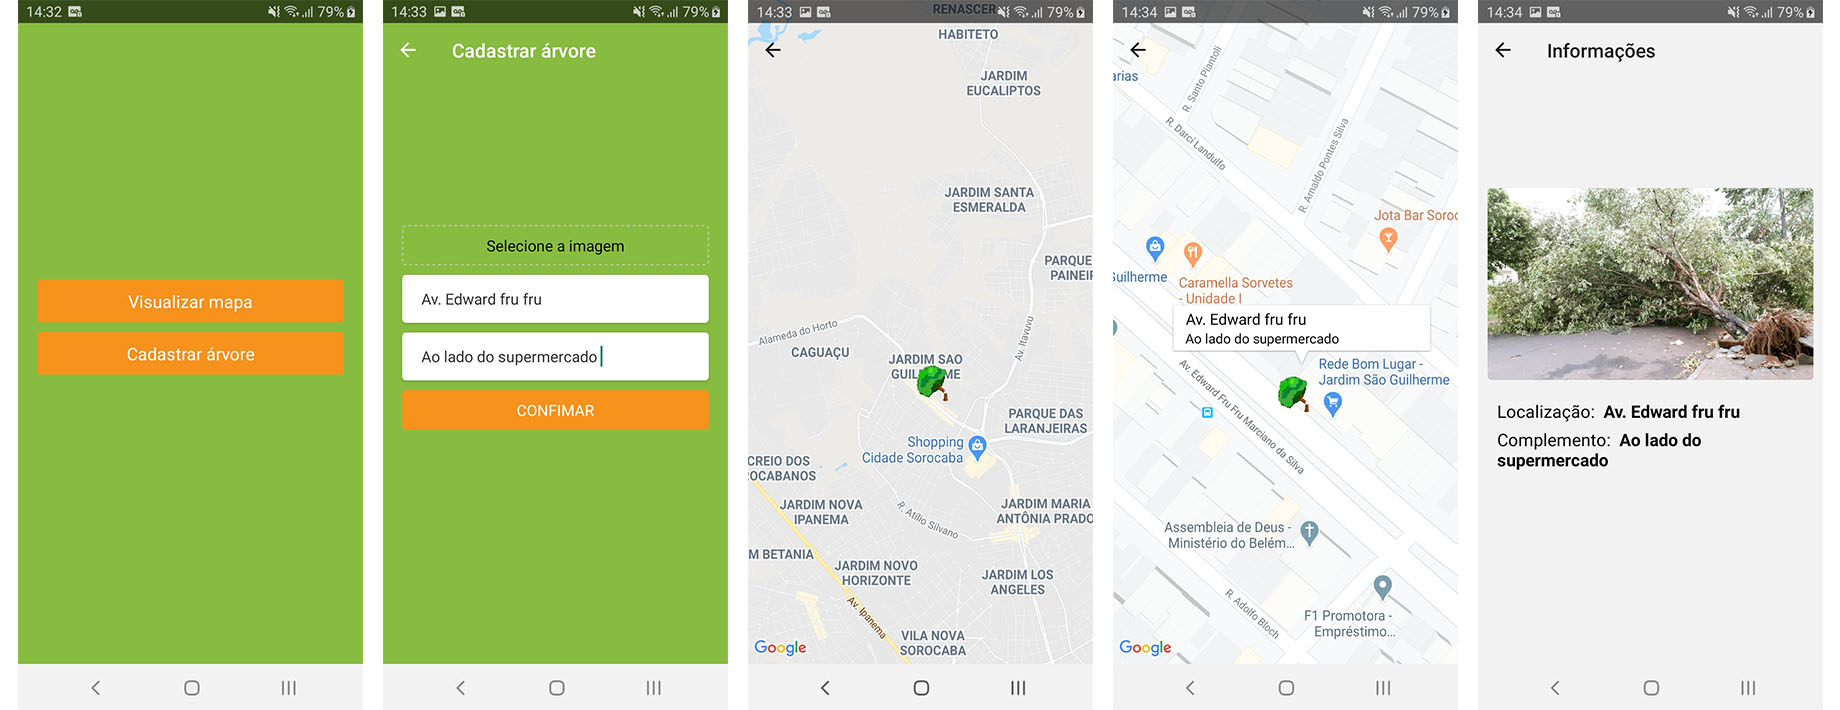 14:32
79%
Visualizar mapa
Cadastrar árvore
14:33
79%
Cadastrar árvore
Selecione a imagem
Av. Edward fru fru
Ao lado do supermercado
CONFIMAR
14:33
79%
RENASCER
HABITETO
JARDIM
EUCALIPTOS
JARDIM SANTA
ESMERALDA
PARQUE
PAINEIR
Av. Itavuvu
Alameda do Horto
CAGUAÇU
JARDIM SAO
GUILHERME
PARQUE DAS
LARANJEIRAS
Shopping
Cidade Sorocaba
CREIO DOS
OCABANOS
JARDIM NOVA
IPANEMA
R. Atílio Silvano
JARDIM MARIA
ANTÔNIA PRADO
M BETANIA
JARDIM NOVO
HORIZONTE
JARDIM LOS
ANGELES
Av. Ipanema
VILA NOVA
SOROCABA
Google
14:34
79%
arias
R. Santo Piantoli
R. Darci Landulfo
R. Arnaldo Pontes Silva
Jota Bar Soroc
Guilherme
Caramella Sorvetes
- Unidade I
Av. Edward fru fru
Ao lado do supermercado
Rede Bom Lugar -
Jardim São Guilherme
Av. Edward Fru Fru Marciano da Silva
Assembleia de Deus -
Ministério do Belém...
R. Adolfo Bloch
F1 Promotora -
Empréstimo...
Google
14:34
79%
Informações
Localização: Av. Edward fru fru
Complemento: Ao lado do
supermercado